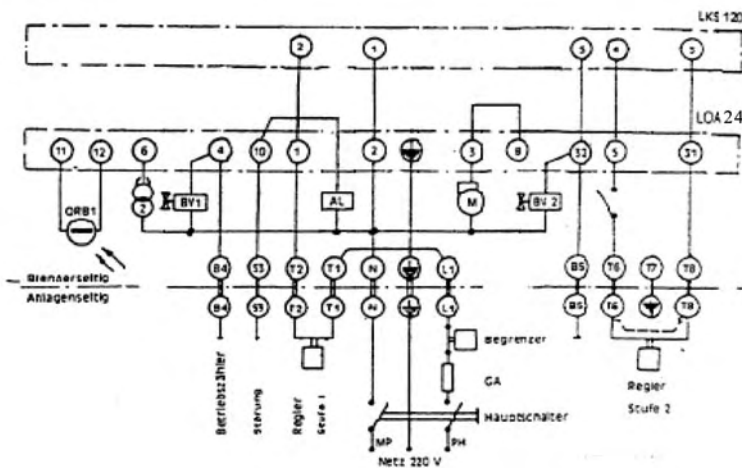 LKS 120
2 1 3 4 2
LOA 24
11 12 6 4 10 1 2 3 8 32 5 31
QRB1 Z BV1 AL M BV 2
B4 S3 T2 T1 N L1 B5 T6 T7 T8
Brennerseitig
Anlagenseitig
B4 S3 T2 T1 N L1 B5 T6 T8
Betriebszähler
Störung
Regler
Stufe 1
Begrenzer
GA
Hauptschalter
Regler
Stufe 2
MP PH
Netz 220 V